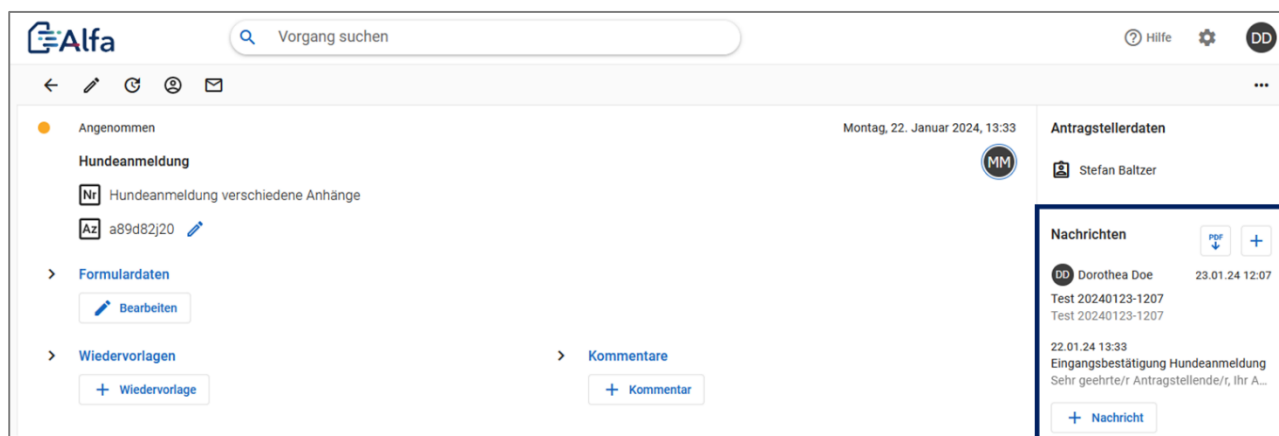 Alfa
Vorgang suchen
Hilfe
DD
Angenommen
Montag, 22. Januar 2024, 13:33
Hundeanmeldung
MM
Nr Hundeanmeldung verschiedene Anhänge
Az a89d82j20
Formulardaten
Bearbeiten
Wiedervorlagen
+ Wiedervorlage
Kommentare
+ Kommentar
Antragstellerdaten
Stefan Baltzer
Nachrichten
PDF
+
DD Dorothea Doe 23.01.24 12:07
Test 20240123-1207
Test 20240123-1207
22.01.24 13:33
Eingangsbestätigung Hundeanmeldung
Sehr geehrte/r Antragstellende/r, Ihr A...
+ Nachricht